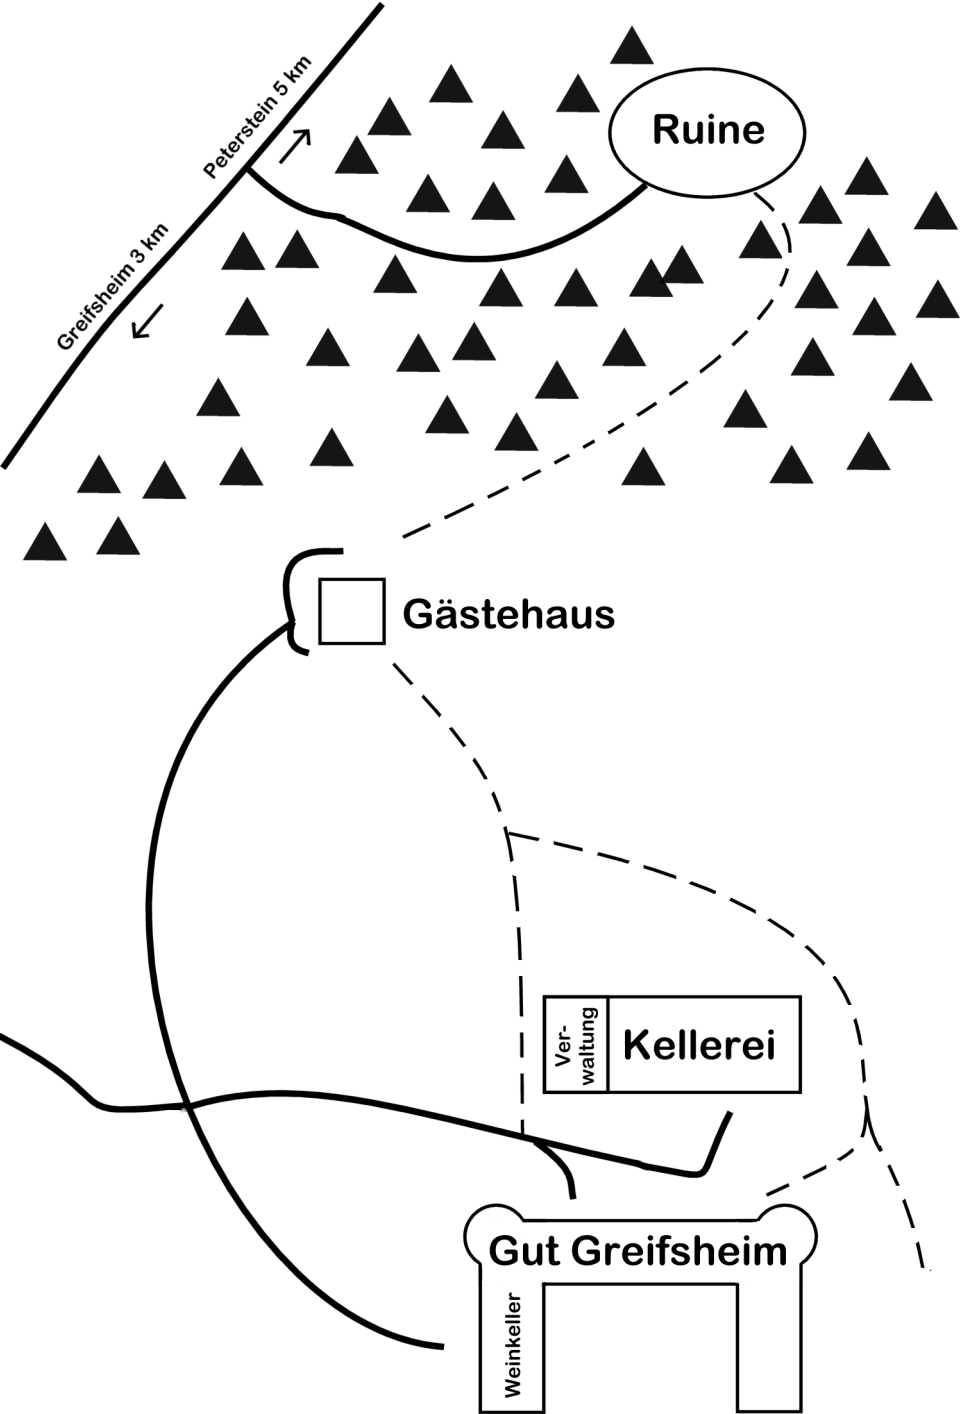 Peterstein 5 km
Ruine
Greifsheim 3 km
Gästehaus
Ver-
waltung
Kellerei
Gut Greifsheim
Weinkeller